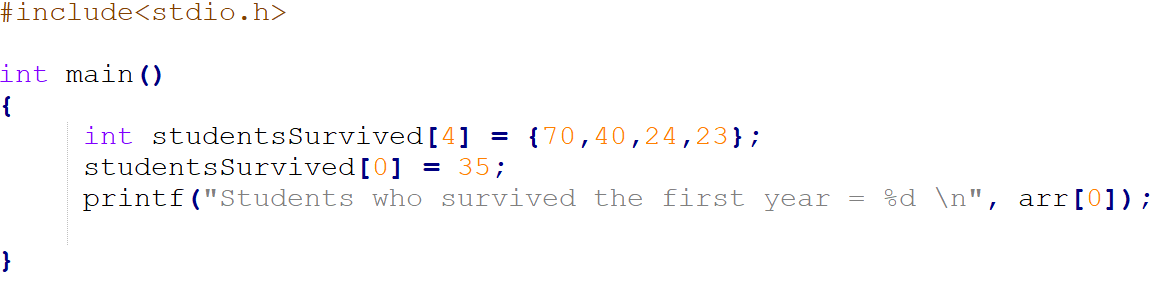 #include<stdio.h>
int main()
{
int studentsSurvived[4] = {70,40,24,23};
studentsSurvived[0] = 35;
printf("Students who survived the first year = %d \n", arr[0]);
}